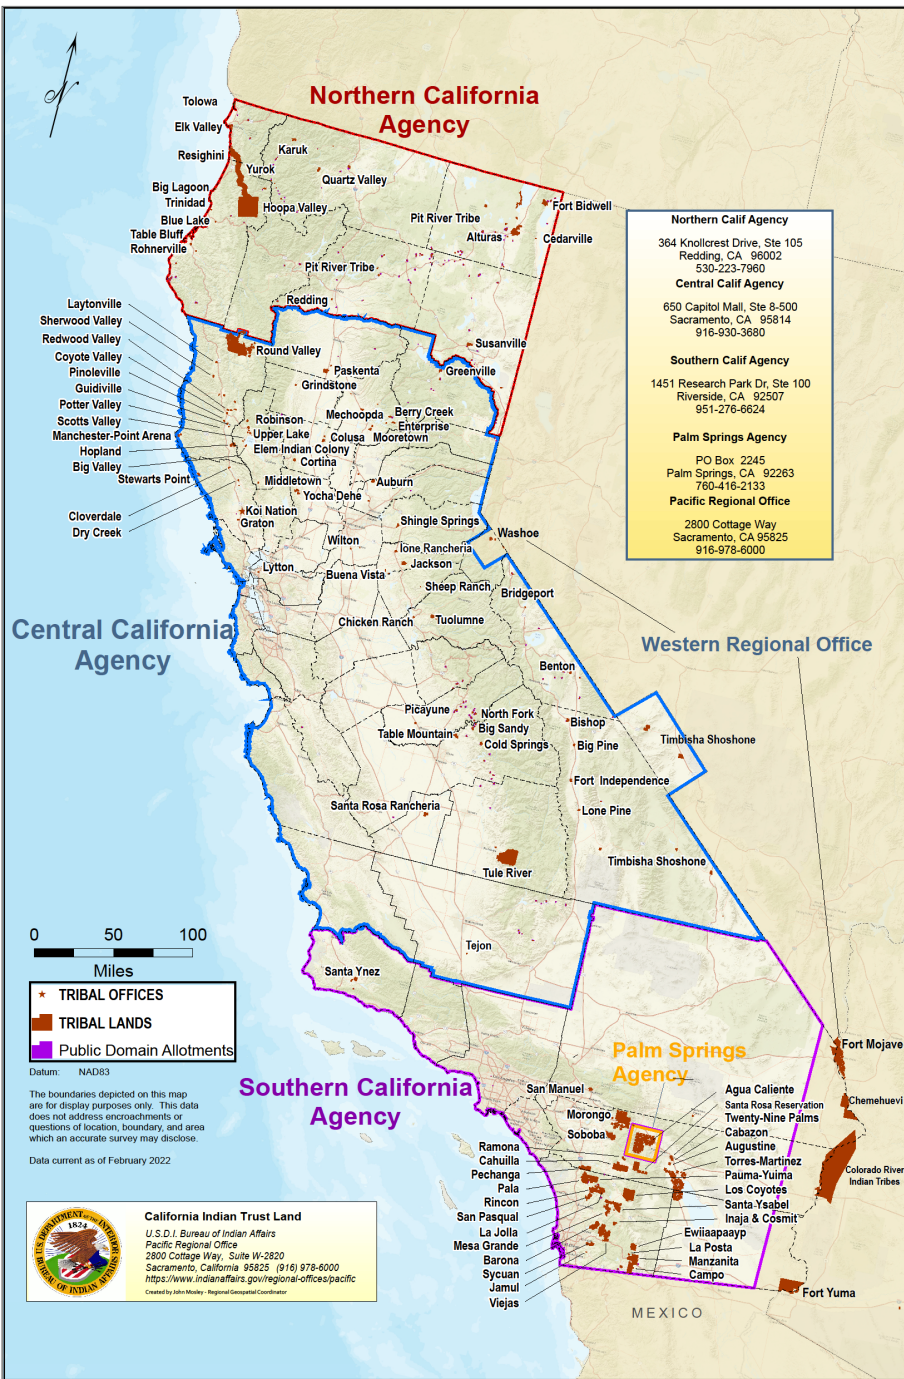 Northern California
Agency
Tolowa
Elk Valley
Resighini
Karuk
Yurok
Quartz Valley
Big Lagoon
Trinidad
Hoopa Valley
Blue Lake
Table Bluff
Rohnerville
Pit River Tribe
Fort Bidwell
Alturas
Cedarville
Pit River Tribe
Redding
Susanville
Greenville
Northern Calif Agency
364 Knollcrest Drive, Ste 105
Redding, CA 96002
530-223-7960
Central Calif Agency
650 Capitol Mall, Ste 8-500
Sacramento, CA 95814
916-930-3680
Southern Calif Agency
1451 Research Park Dr, Ste 100
Riverside, CA 92507
951-276-6624
Palm Springs Agency
PO Box 2245
Palm Springs, CA 92263
760-416-2133
Pacific Regional Office
2800 Cottage Way
Sacramento, CA 95825
916-978-6000
Laytonville
Sherwood Valley
Redwood Valley
Coyote Valley
Pinoleville
Guidiville
Potter Valley
Scotts Valley
Manchester-Point Arena
Hopland
Big Valley
Stewarts Point
Cloverdale
Dry Creek
Round Valley
Paskenta
Grindstone
Robinson
Mechoopda
Berry Creek
Enterprise
Upper Lake
Colusa
Mooretown
Elem Indian Colony
Cortina
Middletown
Auburn
Yocha Dehe
Koi Nation
Graton
Shingle Springs
Washoe
Wilton
Ione Rancheria
Jackson
Lytton
Buena Vista
Sheep Ranch
Bridgeport
Chicken Ranch
Tuolumne
Central California
Agency
Western Regional Office
Benton
Picayune
North Fork
Big Sandy
Table Mountain
Cold Springs
Bishop
Big Pine
Timbisha Shoshone
Fort Independence
Santa Rosa Rancheria
Lone Pine
Tule River
Timbisha Shoshone
Tejon
Santa Ynez
0 50 100
Miles
TRIBAL OFFICES
TRIBAL LANDS
Public Domain Allotments
Datum: NAD83
The boundaries depicted on this map
are for display purposes only. This data
does not address encroachments or
questions of location, boundary, and area
which an accurate survey may disclose.
Data current as of February 2022
Southern California
Agency
Palm Springs
Agency
San Manuel
Morongo
Soboba
Ramona
Cahuilla
Pechanga
Pala
Rincon
San Pasqual
La Jolla
Mesa Grande
Barona
Sycuan
Jamul
Viejas
Agua Caliente
Santa Rosa Reservation
Twenty-Nine Palms
Cabazon
Augustine
Torres-Martinez
Pauma-Yuima
Los Coyotes
Santa Ysabel
Inaja & Cosmit
Ewiiaapaayp
La Posta
Manzanita
Campo
Fort Mojave
Chemehuevi
Colorado River
Indian Tribes
Fort Yuma
MEXICO
U.S. DEPARTMENT OF THE INTERIOR
1824
BUREAU OF INDIAN AFFAIRS
California Indian Trust Land
U.S.D.I. Bureau of Indian Affairs
Pacific Regional Office
2800 Cottage Way, Suite W-2820
Sacramento, California 95825 (916) 978-6000
https://www.indianaffairs.gov/regional-offices/pacific
Created by John Mosley - Regional Geospatial Coordinator